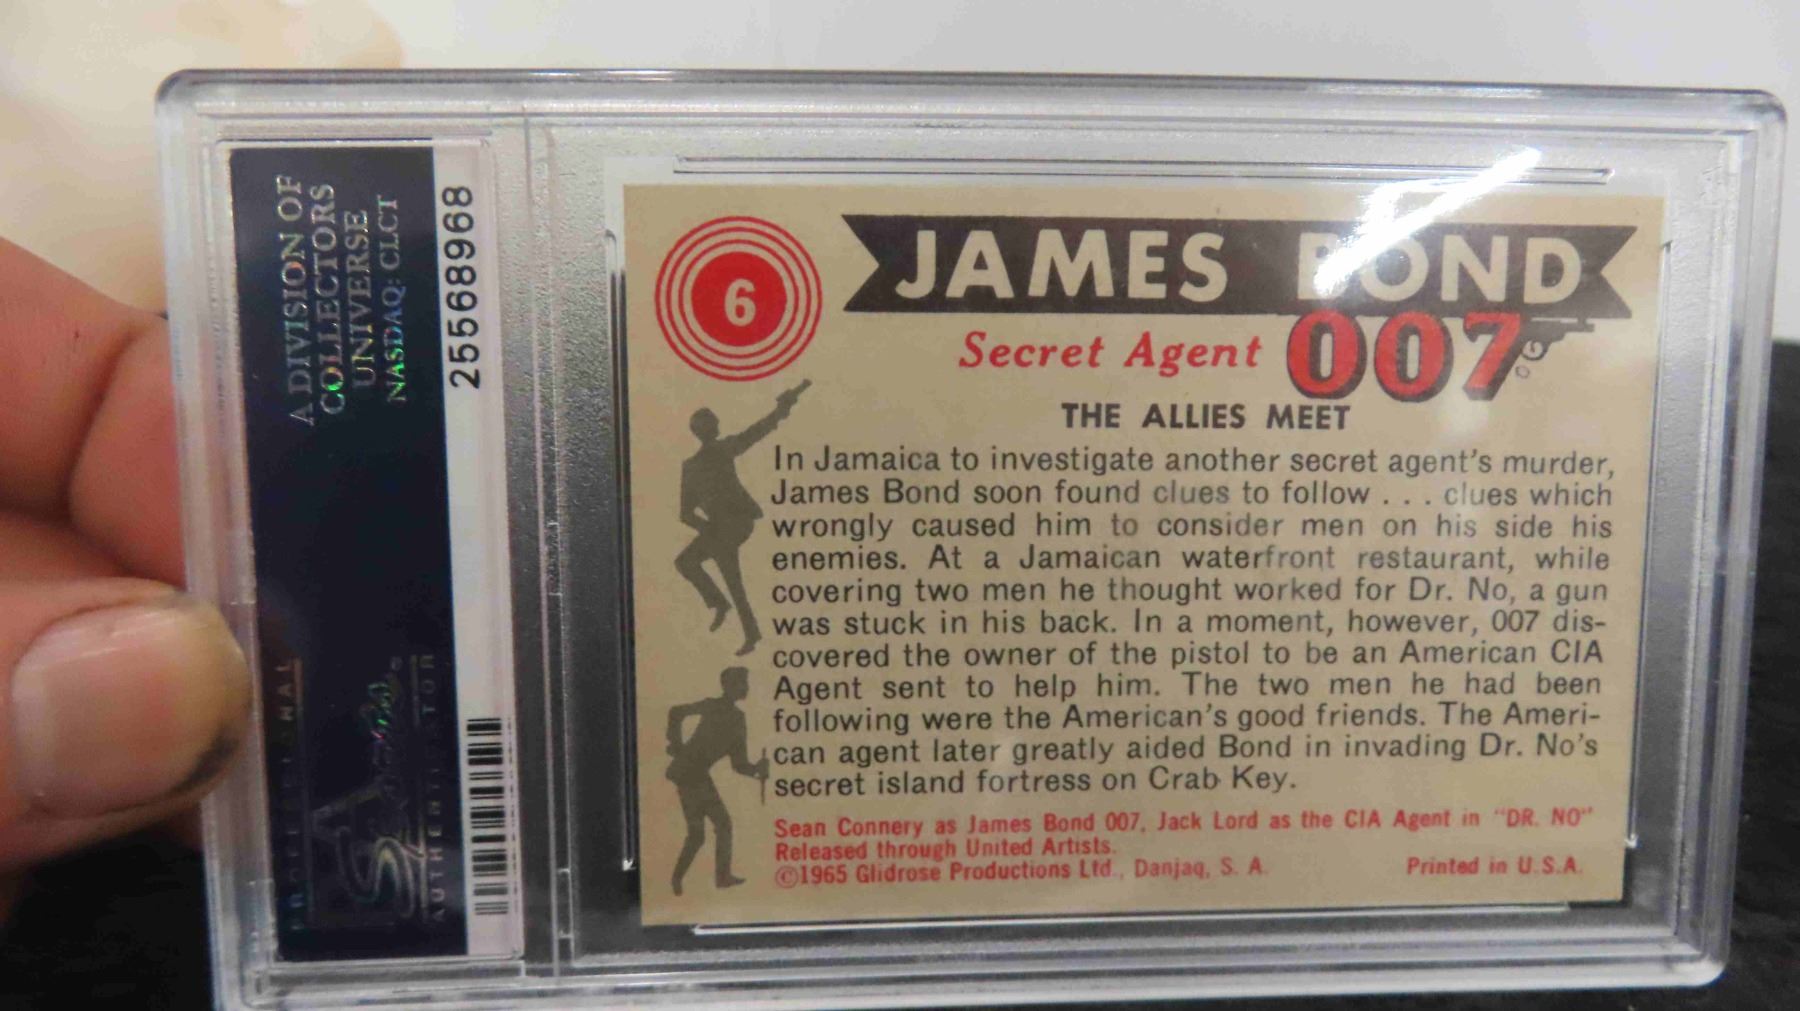 A DIVISION OF
COLLECTORS
UNIVERSE
NASDAQ: CLCT
25568968
PROFESSIONAL
AUTHENTICATOR
6
JAMES BOND
Secret Agent 007
THE ALLIES MEET
In Jamaica to investigate another secret agent's murder,
James Bond soon found clues to follow . . . clues which
wrongly caused him to consider men on his side his
enemies. At a Jamaican waterfront restaurant, while
covering two men he thought worked for Dr. No, a gun
was stuck in his back. In a moment, however, 007 dis-
covered the owner of the pistol to be an American CIA
Agent sent to help him. The two men he had been
following were the American's good friends. The Ameri-
can agent later greatly aided Bond in invading Dr. No's
secret island fortress on Crab Key.
Sean Connery as James Bond 007, Jack Lord as the CIA Agent in "DR. NO"
Released through United Artists.
©1965 Glidrose Productions Ltd., Danjaq, S. A. Printed in U.S.A.